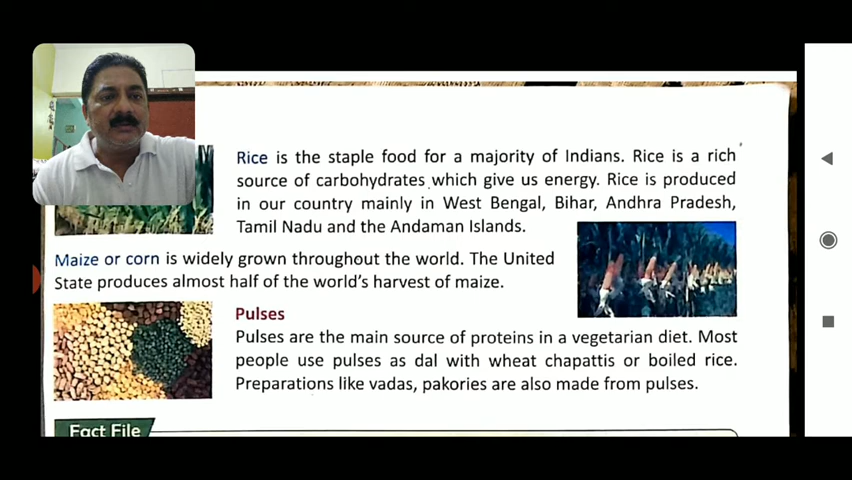 Rice is the staple food for a majority of Indians. Rice is a rich
source of carbohydrates which give us energy. Rice is produced
in our country mainly in West Bengal, Bihar, Andhra Pradesh,
Tamil Nadu and the Andaman Islands.
Maize or corn is widely grown throughout the world. The United
State produces almost half of the world's harvest of maize.
Pulses
Pulses are the main source of proteins in a vegetarian diet. Most
people use pulses as dal with wheat chapattis or boiled rice.
Preparations like vadas, pakories are also made from pulses.
Fact File